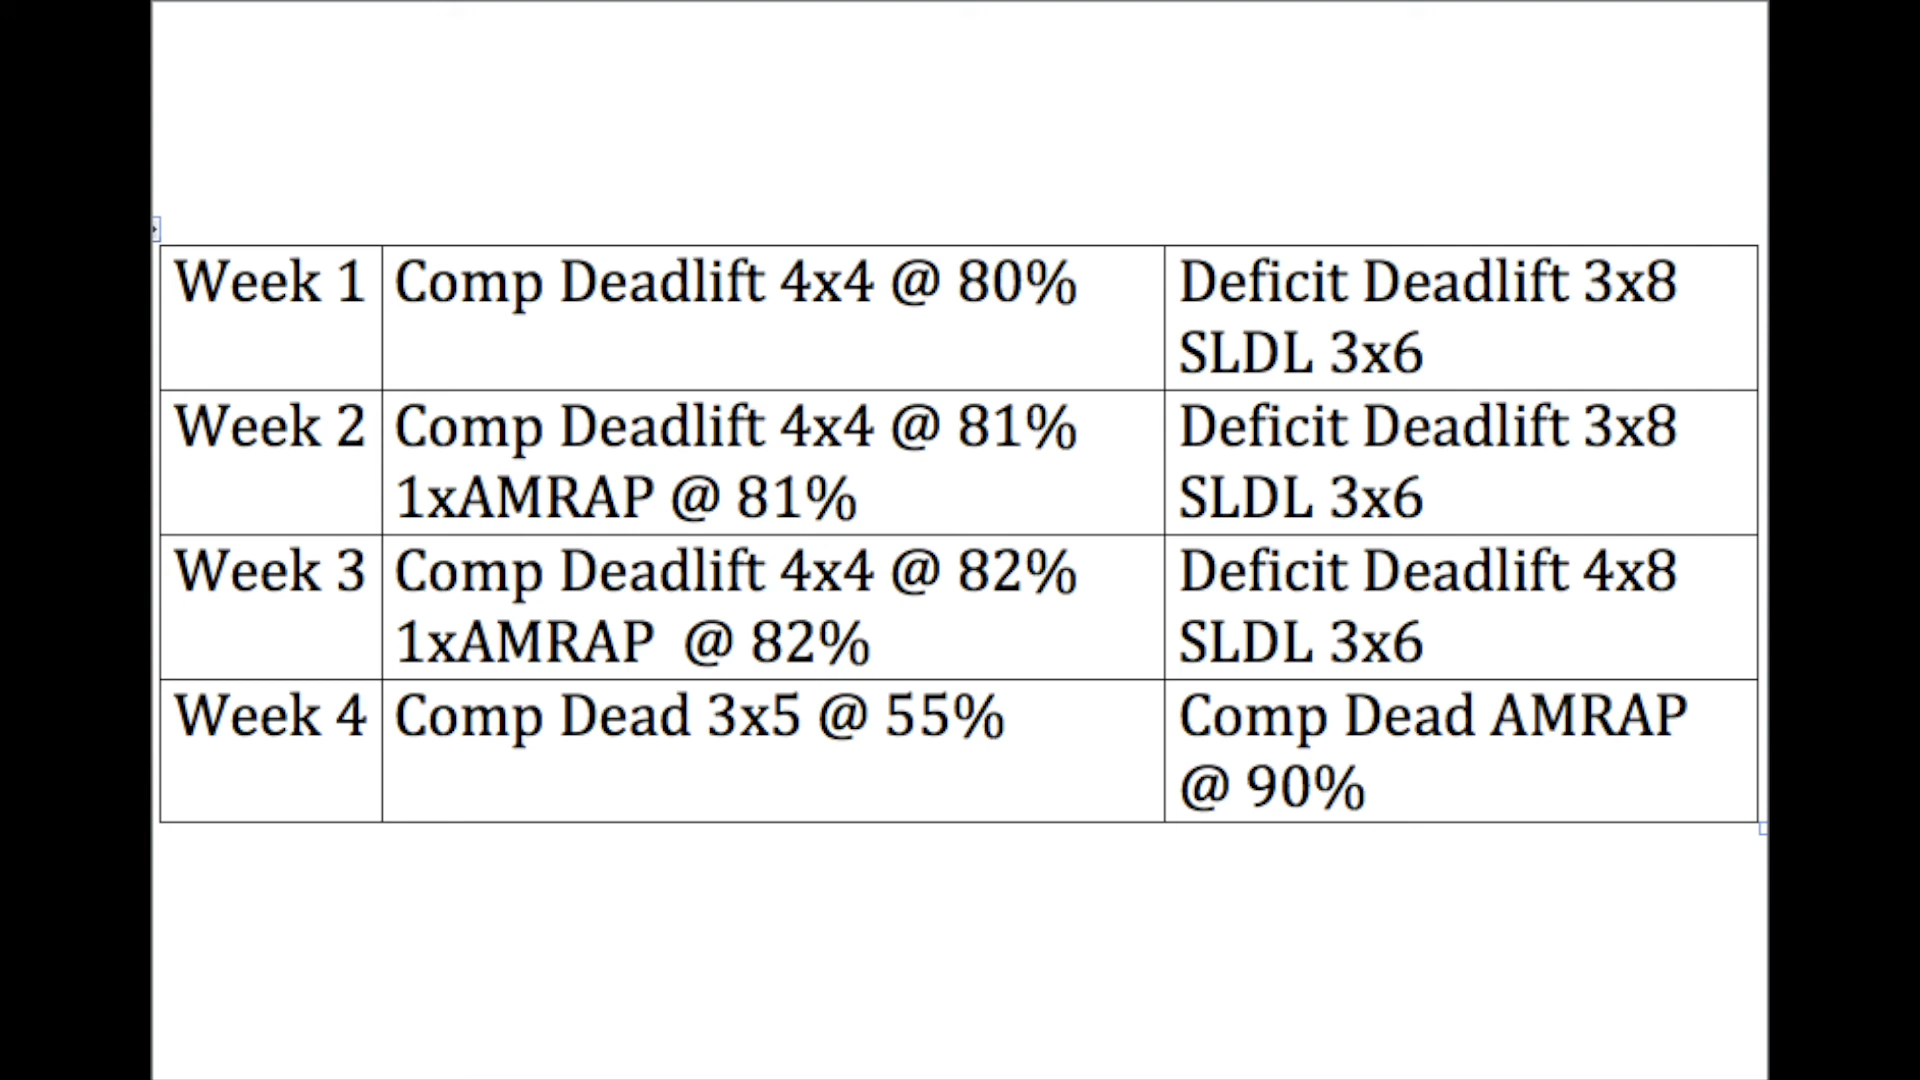 Week 1 Comp Deadlift 4x4 @ 80% Deficit Deadlift 3x8
SLDL 3x6
Week 2 Comp Deadlift 4x4 @ 81% Deficit Deadlift 3x8
1xAMRAP @ 81% SLDL 3x6
Week 3 Comp Deadlift 4x4 @ 82% Deficit Deadlift 4x8
1xAMRAP @ 82% SLDL 3x6
Week 4 Comp Dead 3x5 @ 55% Comp Dead AMRAP
@ 90%